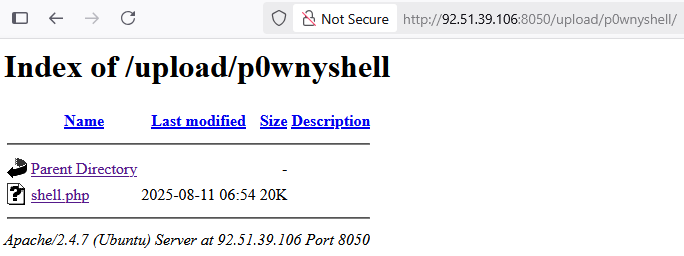 Not Secure http://92.51.39.106:8050/upload/p0wnyshell/
Index of /upload/p0wnyshell
Name Last modified Size Description
Parent Directory -
shell.php 2025-08-11 06:54 20K
Apache/2.4.7 (Ubuntu) Server at 92.51.39.106 Port 8050